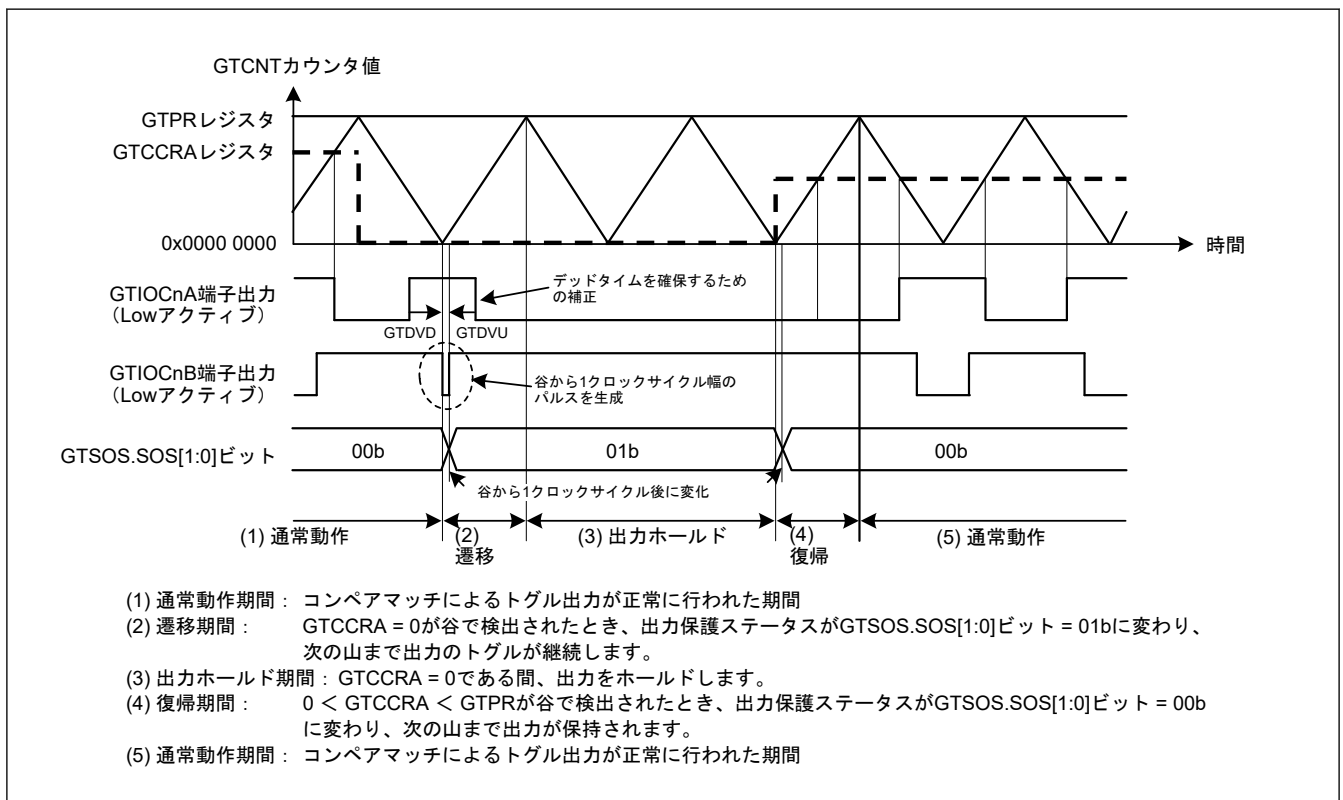 GTCNTカウンタ値
GTPRレジスタ
GTCCRAレジスタ
0x0000 0000
時間
GTIOCnA端子出力
（Lowアクティブ）
デッドタイムを確保するため
の補正
GTDVD
GTDVU
GTIOCnB端子出力
（Lowアクティブ）
谷から1クロックサイクル幅の
パルスを生成
GTSOS.SOS[1:0]ビット
00b
01b
00b
谷から1クロックサイクル後に変化
(1) 通常動作
(2)
遷移
(3) 出力ホールド
(4)
復帰
(5) 通常動作
(1) 通常動作期間： コンペアマッチによるトグル出力が正常に行われた期間
(2) 遷移期間： GTCCRA = 0が谷で検出されたとき、出力保護ステータスがGTSOS.SOS[1:0]ビット = 01bに変わり、
次の山まで出力のトグルが継続します。
(3) 出力ホールド期間： GTCCRA = 0である間、出力をホールドします。
(4) 復帰期間： 0 ＜ GTCCRA ＜ GTPRが谷で検出されたとき、出力保護ステータスがGTSOS.SOS[1:0]ビット = 00b
に変わり、次の山まで出力が保持されます。
(5) 通常動作期間： コンペアマッチによるトグル出力が正常に行われた期間